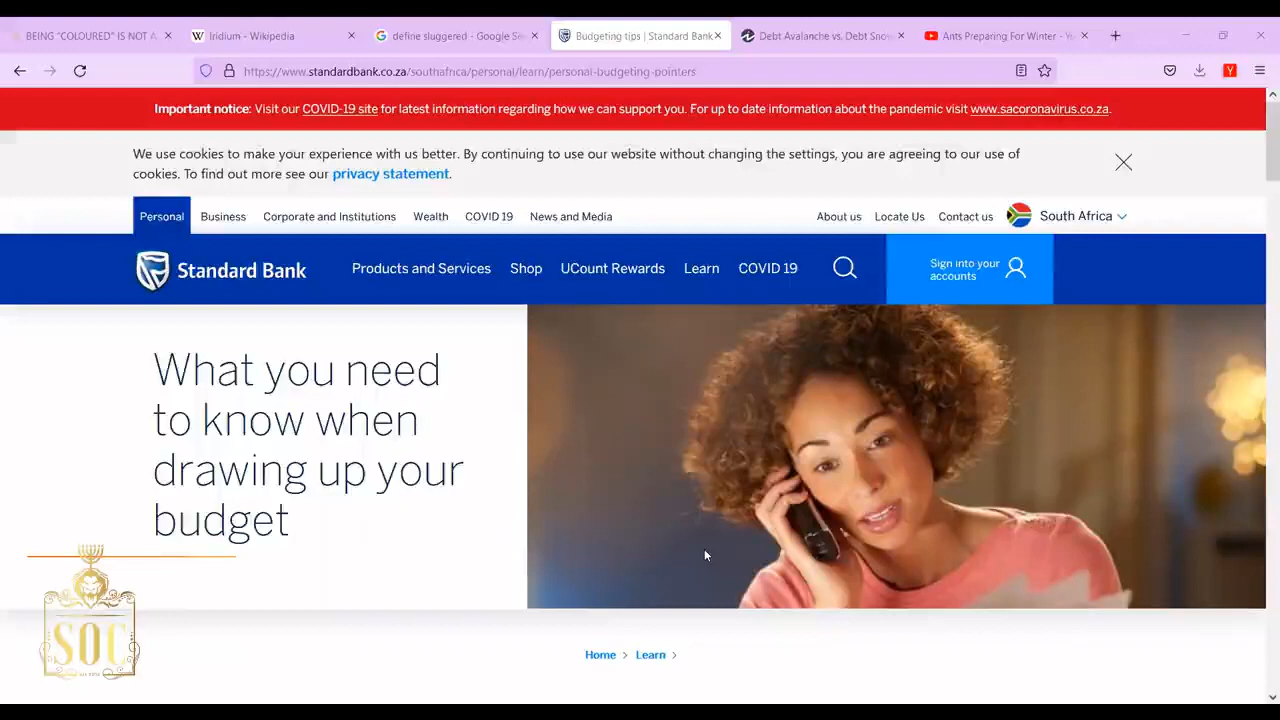 BEING "COLOURED" IS NOT A
Iridium - Wikipedia
define sluggered - Google Se
Budgeting tips | Standard Bank
Debt Avalanche vs. Debt Snow
Ants Preparing For Winter - Yo
https://www.standardbank.co.za/southafrica/personal/learn/personal-budgeting-pointers
Y
Important notice: Visit our COVID-19 site for latest information regarding how we can support you. For up to date information about the pandemic visit www.sacoronavirus.co.za.
We use cookies to make your experience with us better. By continuing to use our website without changing the settings, you are agreeing to our use of
cookies. To find out more see our privacy statement.
Personal Business Corporate and Institutions Wealth COVID 19 News and Media About us Locate Us Contact us South Africa
Standard Bank Products and Services Shop UCount Rewards Learn COVID 19
Sign into your
accounts
What you need
to know when
drawing up your
budget
SOC
Home > Learn >